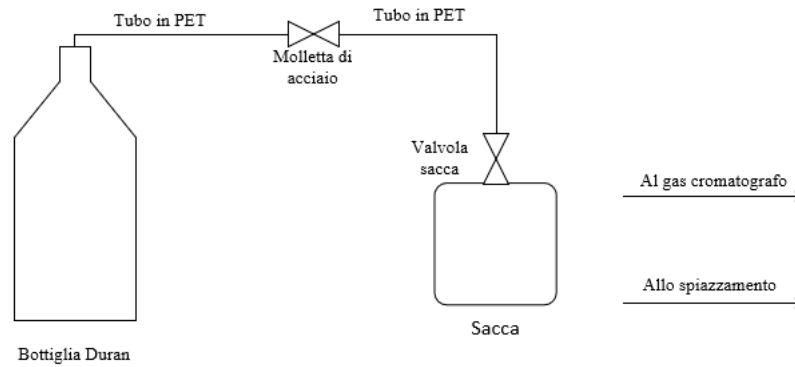 Tubo in PET
Tubo in PET
Molletta di
acciaio
Valvola
sacca
Al gas cromatografo
Allo spiazzamento
Sacca
Bottiglia Duran